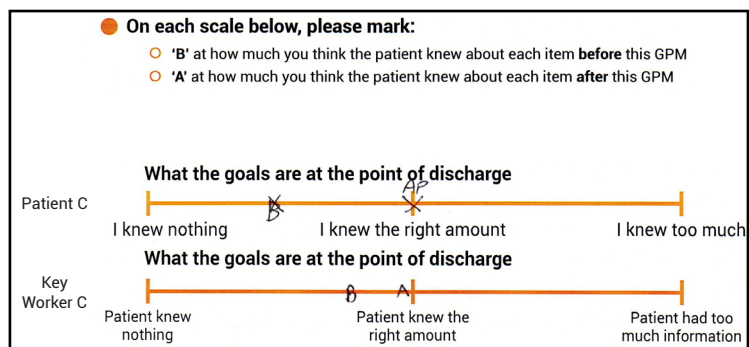 On each scale below, please mark:
'B' at how much you think the patient knew about each item before this GPM
'A' at how much you think the patient knew about each item after this GPM
What the goals are at the point of discharge
AP
Patient C
B
I knew nothing I knew the right amount I knew too much
What the goals are at the point of discharge
Key
Worker C
B A
Patient knew
nothing
Patient knew the
right amount
Patient had too
much information